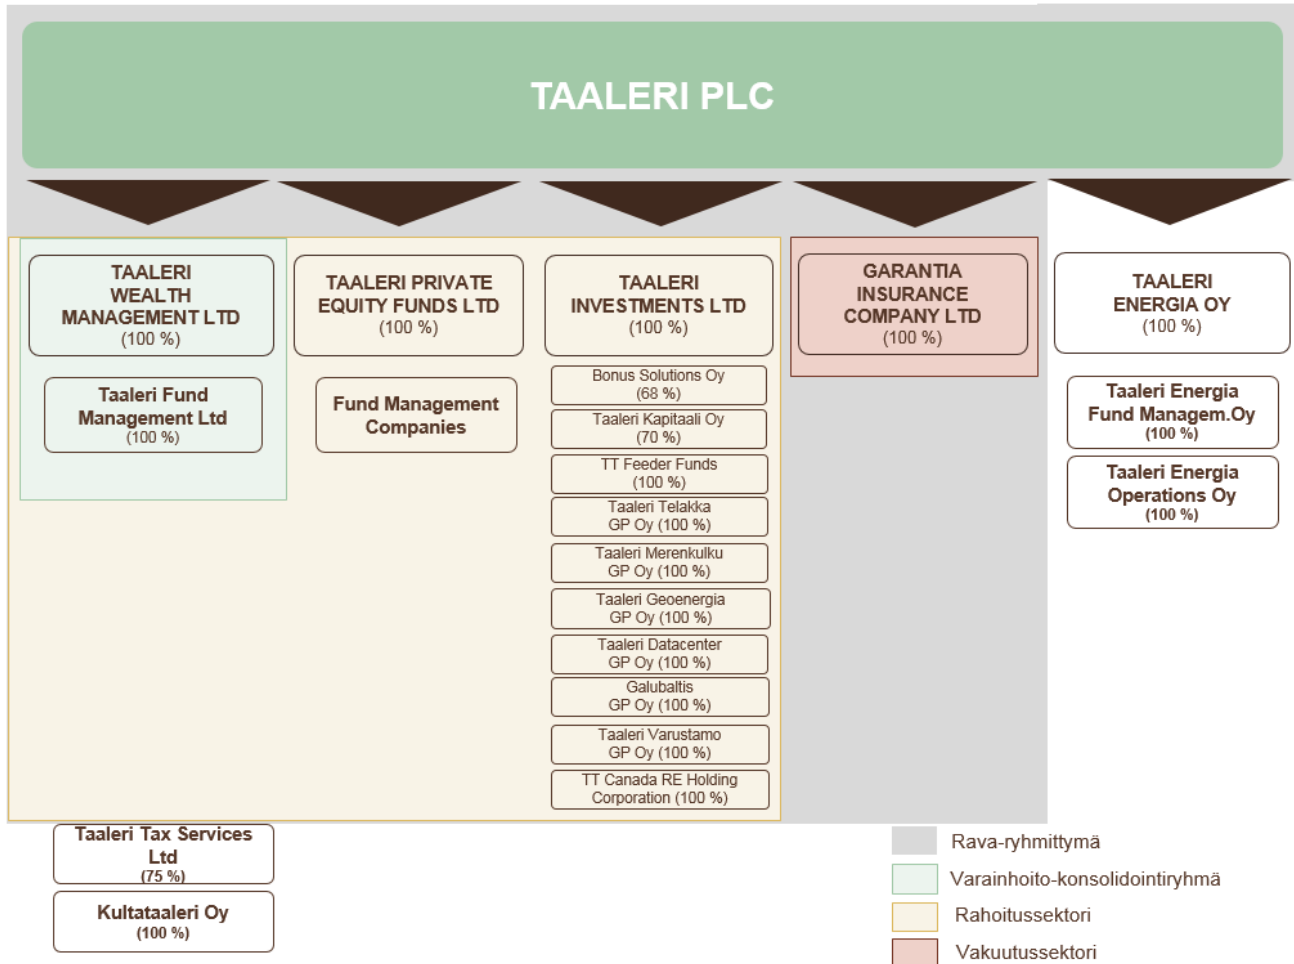 TAALERI PLC
TAALERI
WEALTH
MANAGEMENT LTD
(100 %)
Taaleri Fund
Management Ltd
(100 %)
TAALERI PRIVATE
EQUITY FUNDS LTD
(100 %)
Fund Management
Companies
TAALERI
INVESTMENTS LTD
(100 %)
Bonus Solutions Oy
(68 %)
Taaleri Kapitaali Oy
(70 %)
TT Feeder Funds
(100 %)
Taaleri Telakka
GP Oy (100 %)
Taaleri Merenkulku
GP Oy (100 %)
Taaleri Geoenergia
GP Oy (100 %)
Taaleri Datacenter
GP Oy (100 %)
Galubaltis
GP Oy (100 %)
Taaleri Varustamo
GP Oy (100 %)
TT Canada RE Holding
Corporation (100 %)
GARANTIA
INSURANCE
COMPANY LTD
(100 %)
TAALERI
ENERGIA OY
(100 %)
Taaleri Energia
Fund Managem.Oy
(100 %)
Taaleri Energia
Operations Oy
(100 %)
Taaleri Tax Services
Ltd
(75 %)
Kultataaleri Oy
(100 %)
Rava-ryhmittymä
Varainhoito-konsolidointiryhmä
Rahoitussektori
Vakuutussektori